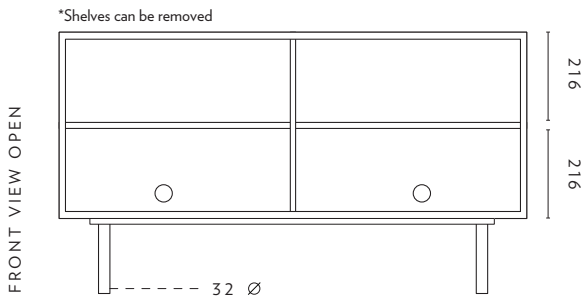 *Shelves can be removed
FRONT VIEW OPEN
216
216
32 Ø